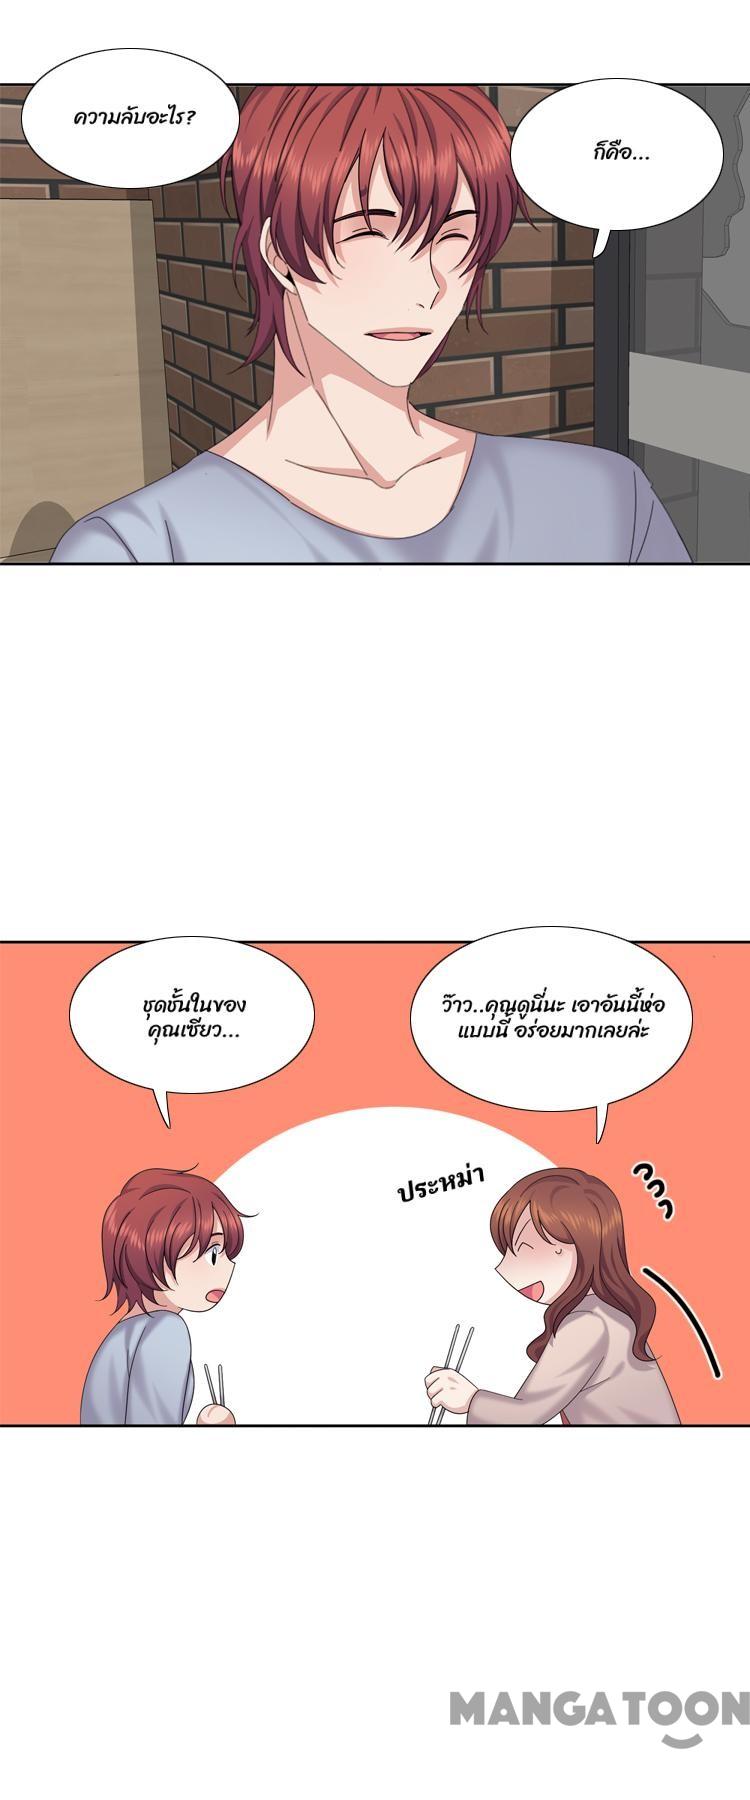 ความลับอะไร?
ก็คือ...
ชุดชั้นในของ
คุณเซียว...
ว๊าว..คุณดูนี่นะ เอาอันนี้ห่อ
แบบนี้ อร่อยมากเลยล่ะ
ประหม่า
MANGATOON